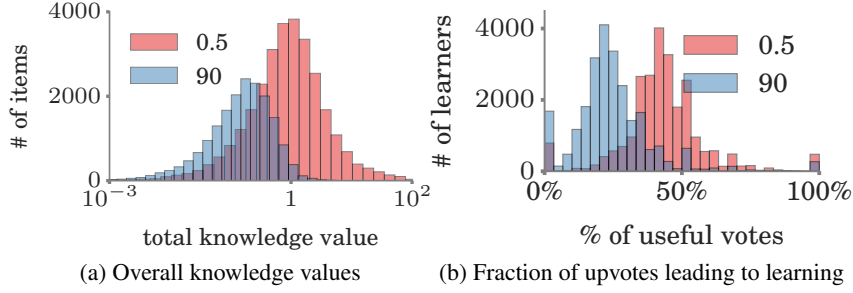 4000
2000
0
# of items
0.5
90
10^-3
1
10^2
total knowledge value
(a) Overall knowledge values
4000
2000
0
# of learners
0.5
90
0%
50%
100%
% of useful votes
(b) Fraction of upvotes leading to learning